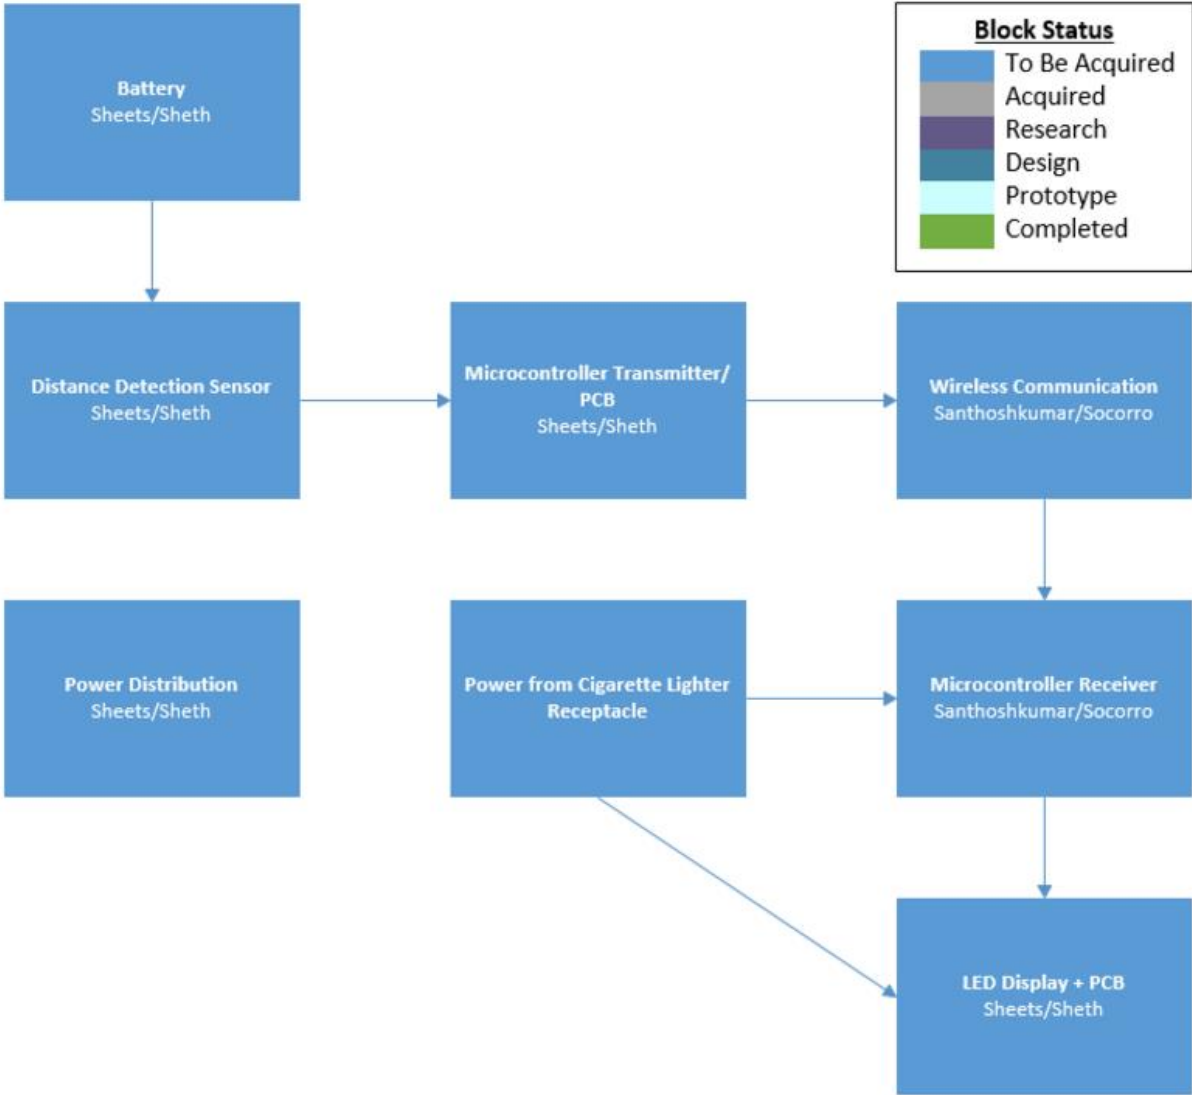 Battery
Sheets/Sheth
Block Status
To Be Acquired
Acquired
Research
Design
Prototype
Completed
Distance Detection Sensor
Sheets/Sheth
Microcontroller Transmitter/
PCB
Sheets/Sheth
Wireless Communication
Santhoshkumar/Socorro
Power Distribution
Sheets/Sheth
Power from Cigarette Lighter
Receptacle
Microcontroller Receiver
Santhoshkumar/Socorro
LED Display + PCB
Sheets/Sheth